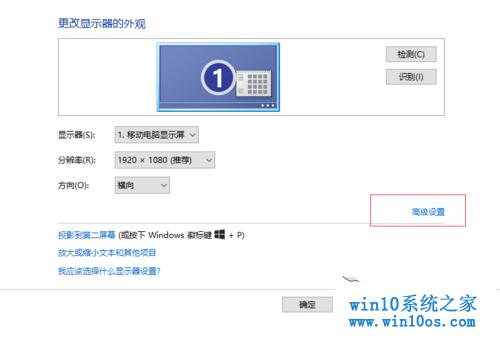 更改显示器的外观
1
检测(C)
识别(I)
显示器(S): 1. 移动电脑显示屏
分辨率(R): 1920 × 1080 (推荐)
方向(O): 横向
高级设置
投影到第二屏幕 (或按下 Windows 徽标键 + P)
放大或缩小文本和其他项目
我应该选择什么显示器设置?
确定
win10系统之家
www.win10os.com